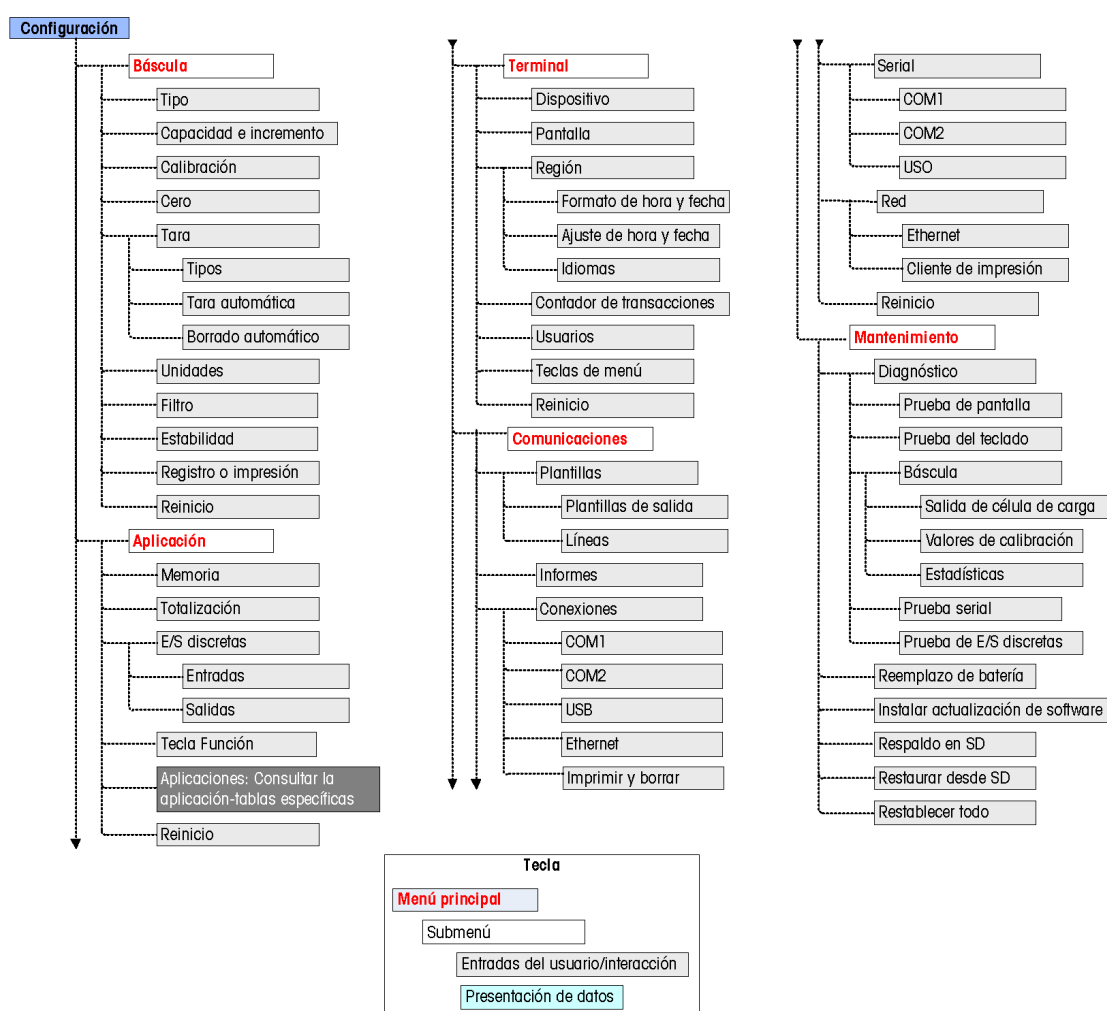 Configuración
Báscula
Tipo
Capacidad e incremento
Calibración
Cero
Tara
Tipos
Tara automática
Borrado automático
Unidades
Filtro
Estabilidad
Registro o impresión
Reinicio
Aplicación
Memoria
Totalización
E/S discretas
Entradas
Salidas
Tecla Función
Aplicaciones: Consultar la
aplicación-tablas específicas
Reinicio
Terminal
Dispositivo
Pantalla
Región
Formato de hora y fecha
Ajuste de hora y fecha
Idiomas
Contador de transacciones
Usuarios
Teclas de menú
Reinicio
Comunicaciones
Plantillas
Plantillas de salida
Líneas
Informes
Conexiones
COM1
COM2
USB
Ethernet
Imprimir y borrar
Serial
COM1
COM2
USO
Red
Ethernet
Cliente de impresión
Reinicio
Mantenimiento
Diagnóstico
Prueba de pantalla
Prueba del teclado
Báscula
Salida de célula de carga
Valores de calibración
Estadísticas
Prueba serial
Prueba de E/S discretas
Reemplazo de batería
Instalar actualización de software
Respaldo en SD
Restaurar desde SD
Restablecer todo
Tecla
Menú principal
Submenú
Entradas del usuario/interacción
Presentación de datos